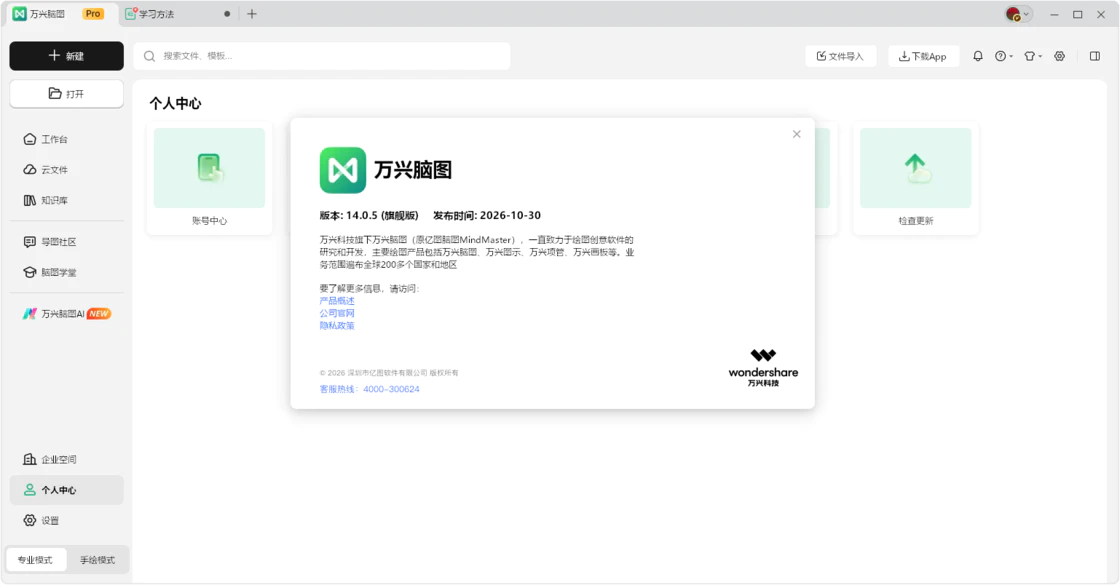 万兴脑图 Pro 学习方法
新建
搜索文件、模板...
文件导入
下载App
打开
个人中心
工作台
云文件
知识库
导图社区
脑图学堂
万兴脑图AI NEW
账号中心
检查更新
万兴脑图
版本: 14.0.5 (旗舰版) 发布时间: 2026-10-30
万兴科技旗下万兴脑图（原亿图脑图MindMaster），一直致力于绘图创意软件的
研究和开发，主要绘图产品包括万兴脑图、万兴图示、万兴项管、万兴画板等。业
务范围遍布全球200多个国家和地区
要了解更多信息，请访问:
产品概述
公司官网
隐私政策
© 2026 深圳市亿图软件有限公司 版权所有
客服热线: 4000-300624
wondershare
万兴科技
企业空间
个人中心
设置
专业模式 手绘模式